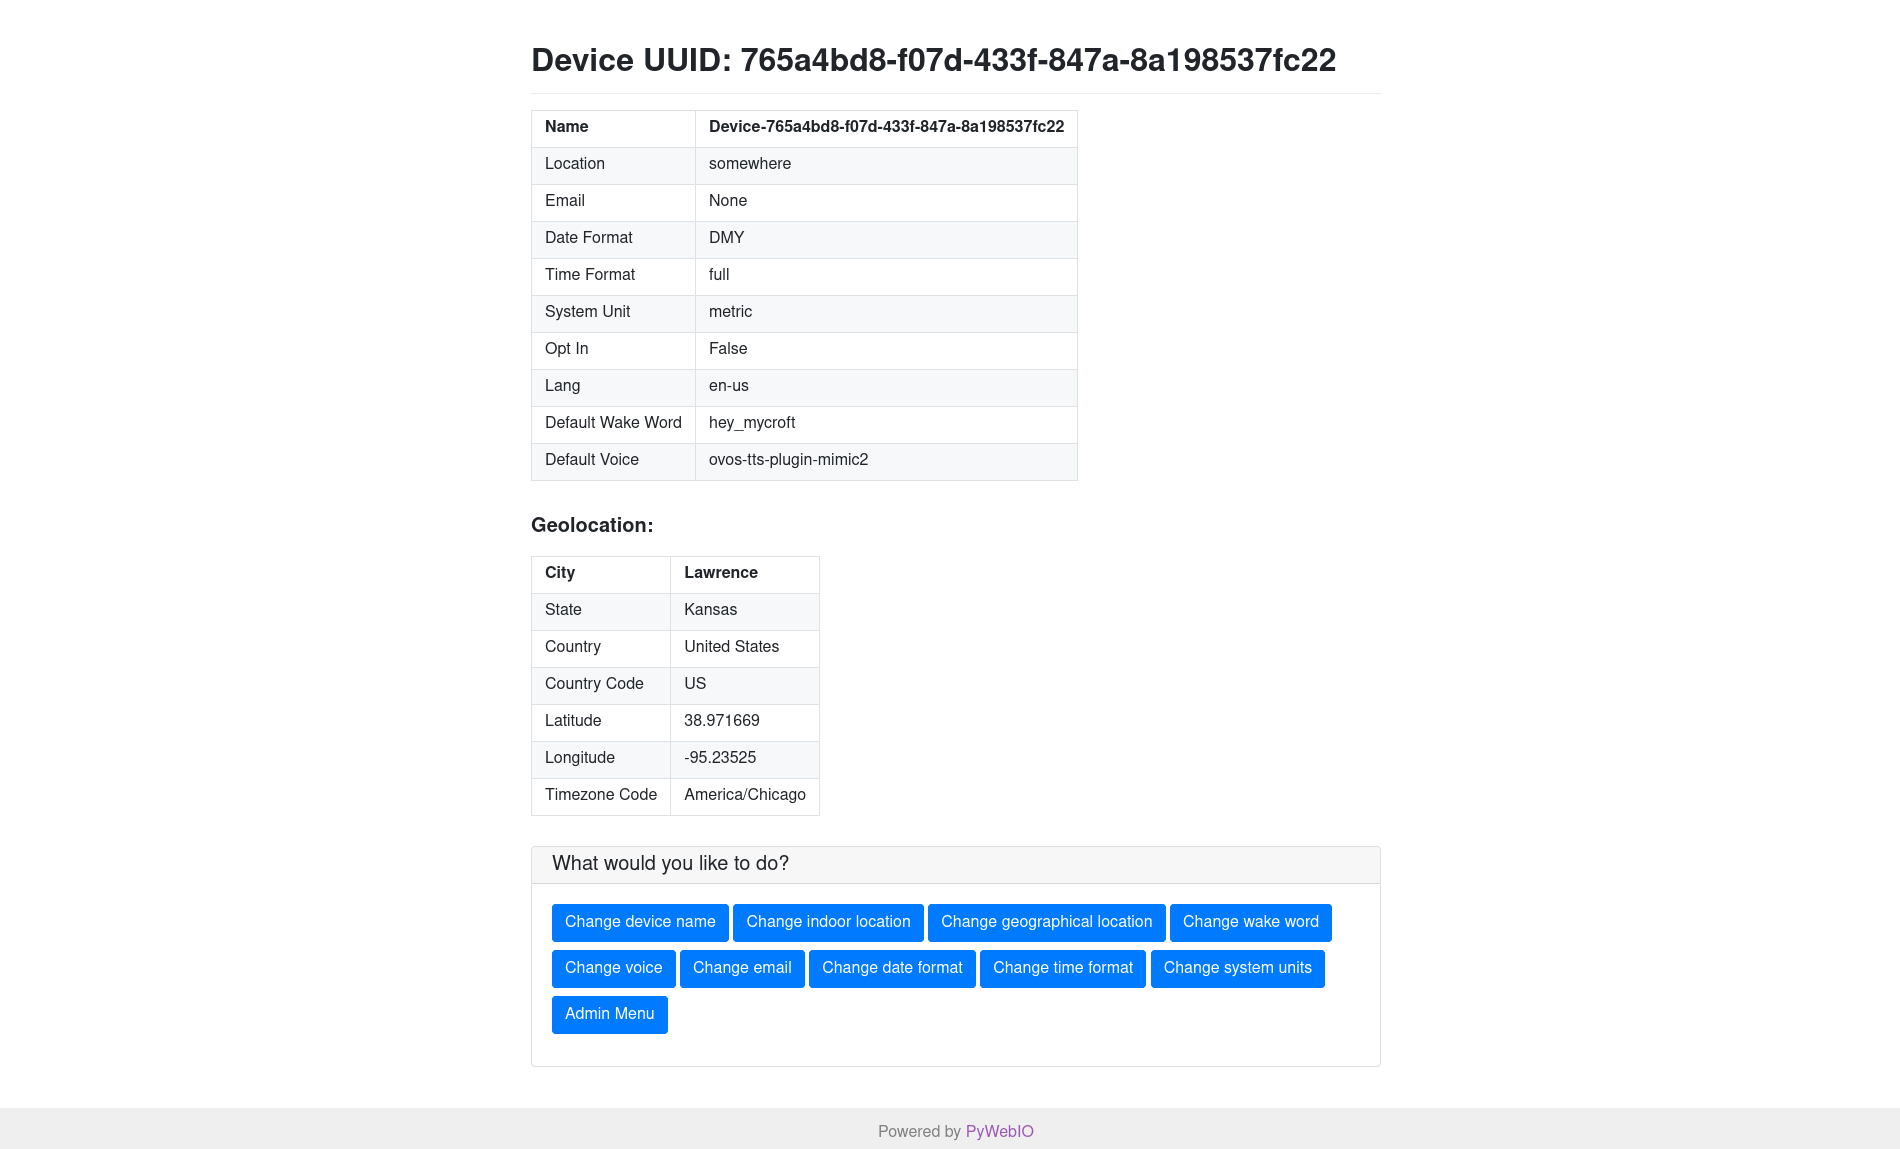 Device UUID: 765a4bd8-f07d-433f-847a-8a198537fc22
Name Device-765a4bd8-f07d-433f-847a-8a198537fc22
Location somewhere
Email None
Date Format DMY
Time Format full
System Unit metric
Opt In False
Lang en-us
Default Wake Word hey_mycroft
Default Voice ovos-tts-plugin-mimic2
Geolocation:
City Lawrence
State Kansas
Country United States
Country Code US
Latitude 38.971669
Longitude -95.23525
Timezone Code America/Chicago
What would you like to do?
Change device name Change indoor location Change geographical location Change wake word
Change voice Change email Change date format Change time format Change system units
Admin Menu
Powered by PyWebIO